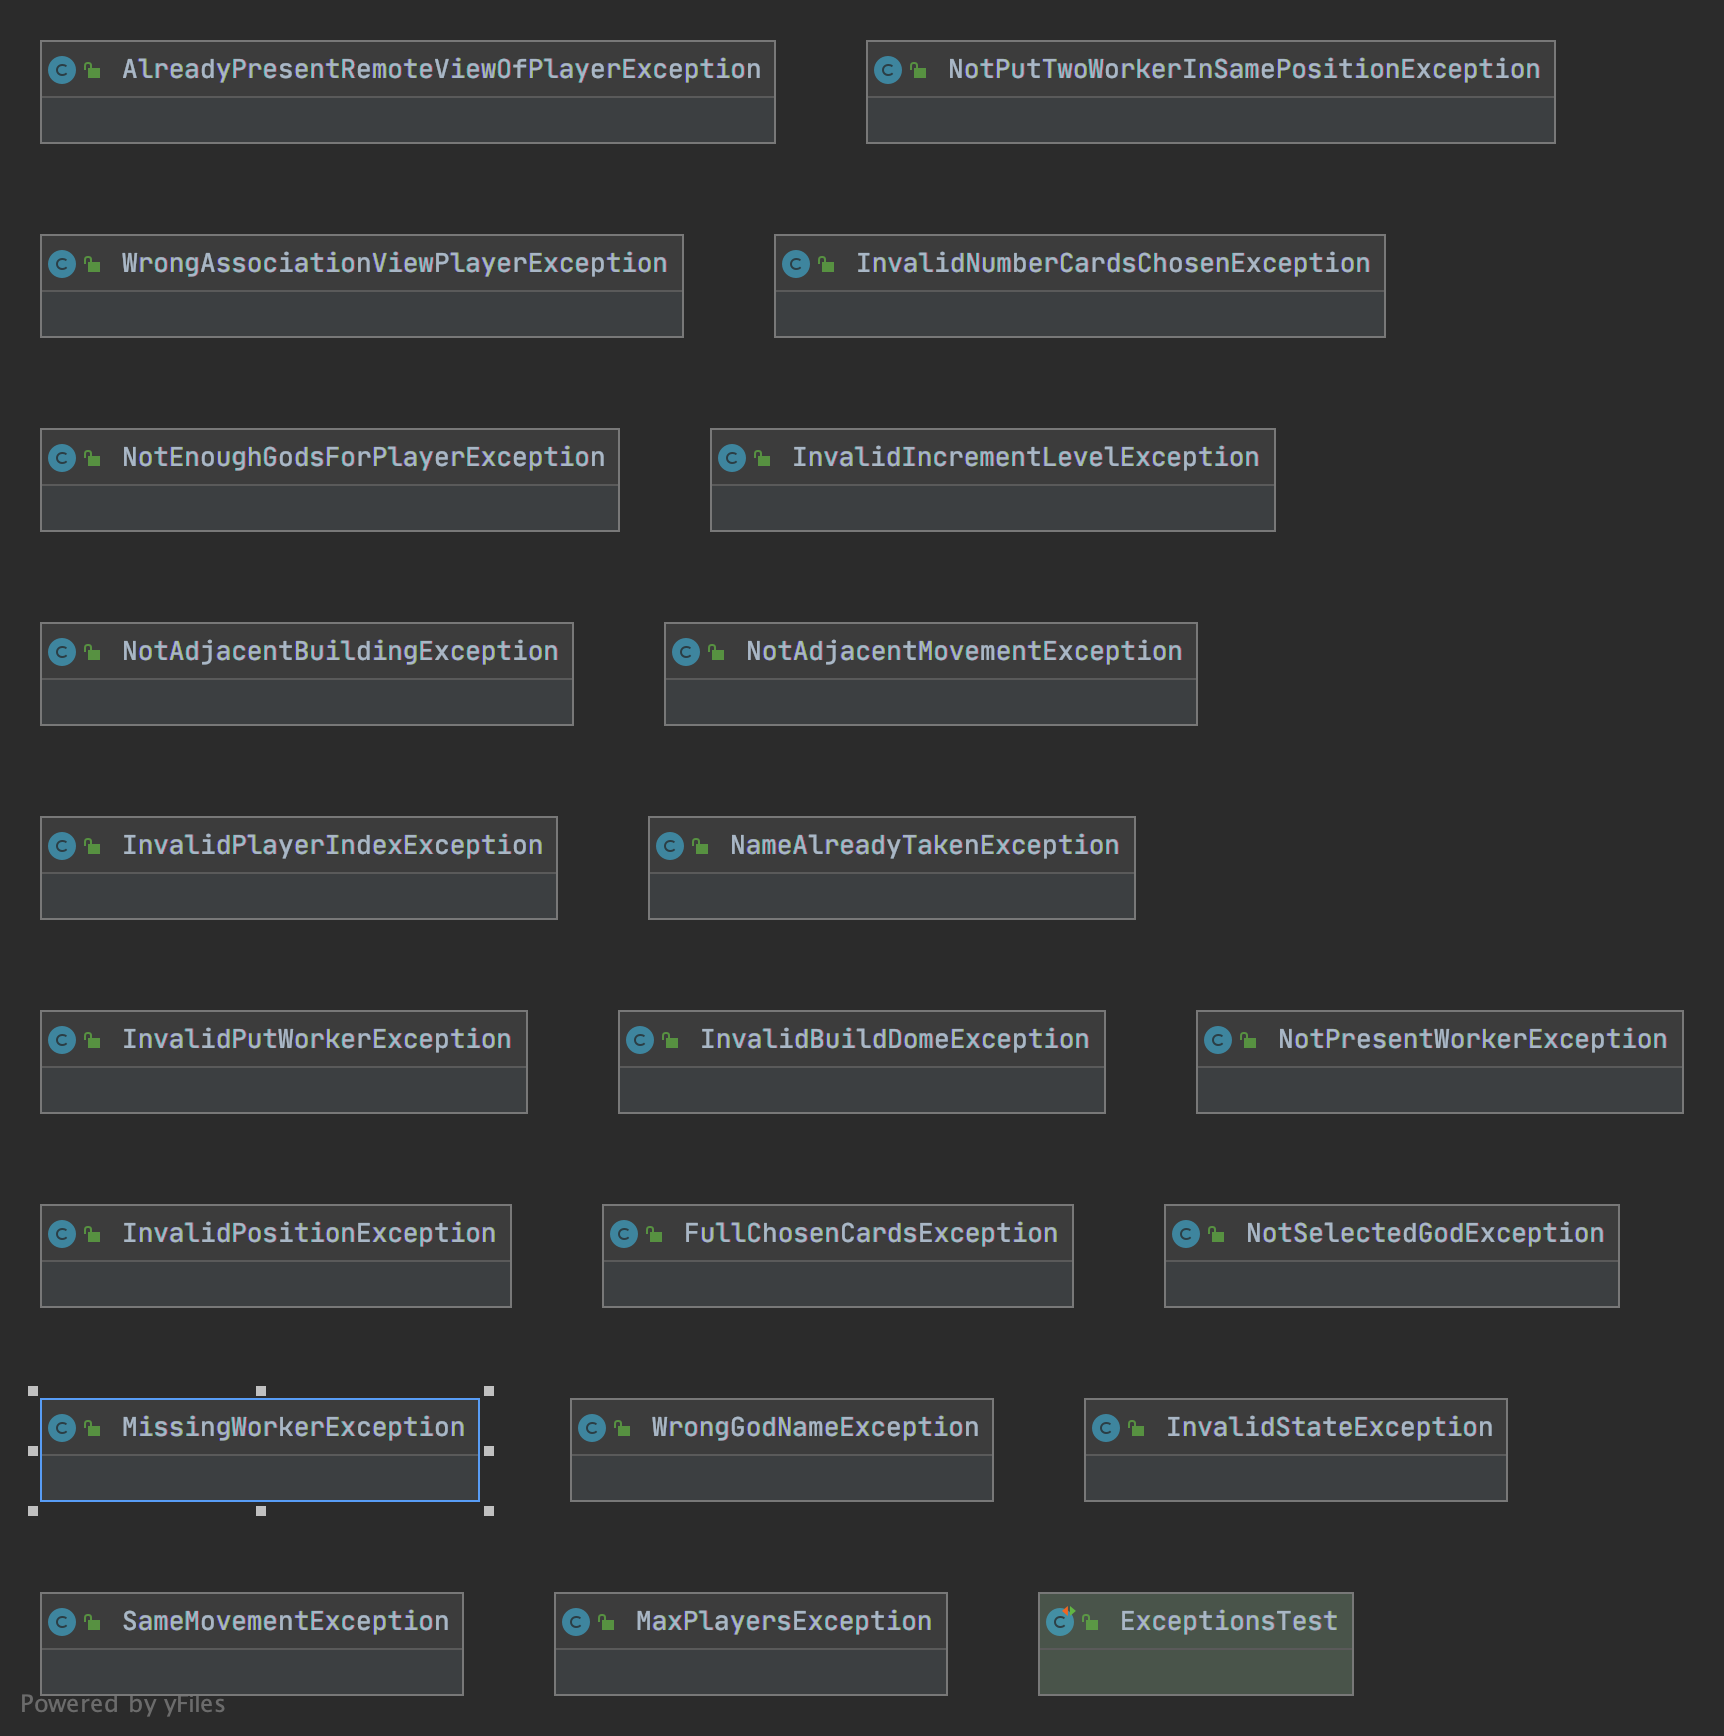 AlreadyPresentRemoteViewOfPlayerException NotPutTwoWorkerInSamePositionException
WrongAssociationViewPlayerException InvalidNumberCardsChosenException
NotEnoughGodsForPlayerException InvalidIncrementLevelException
NotAdjacentBuildingException NotAdjacentMovementException
InvalidPlayerIndexException NameAlreadyTakenException
InvalidPutWorkerException InvalidBuildDomeException NotPresentWorkerException
InvalidPositionException FullChosenCardsException NotSelectedGodException
MissingWorkerException WrongGodNameException InvalidStateException
SameMovementException MaxPlayersException ExceptionsTest
Powered by yFiles